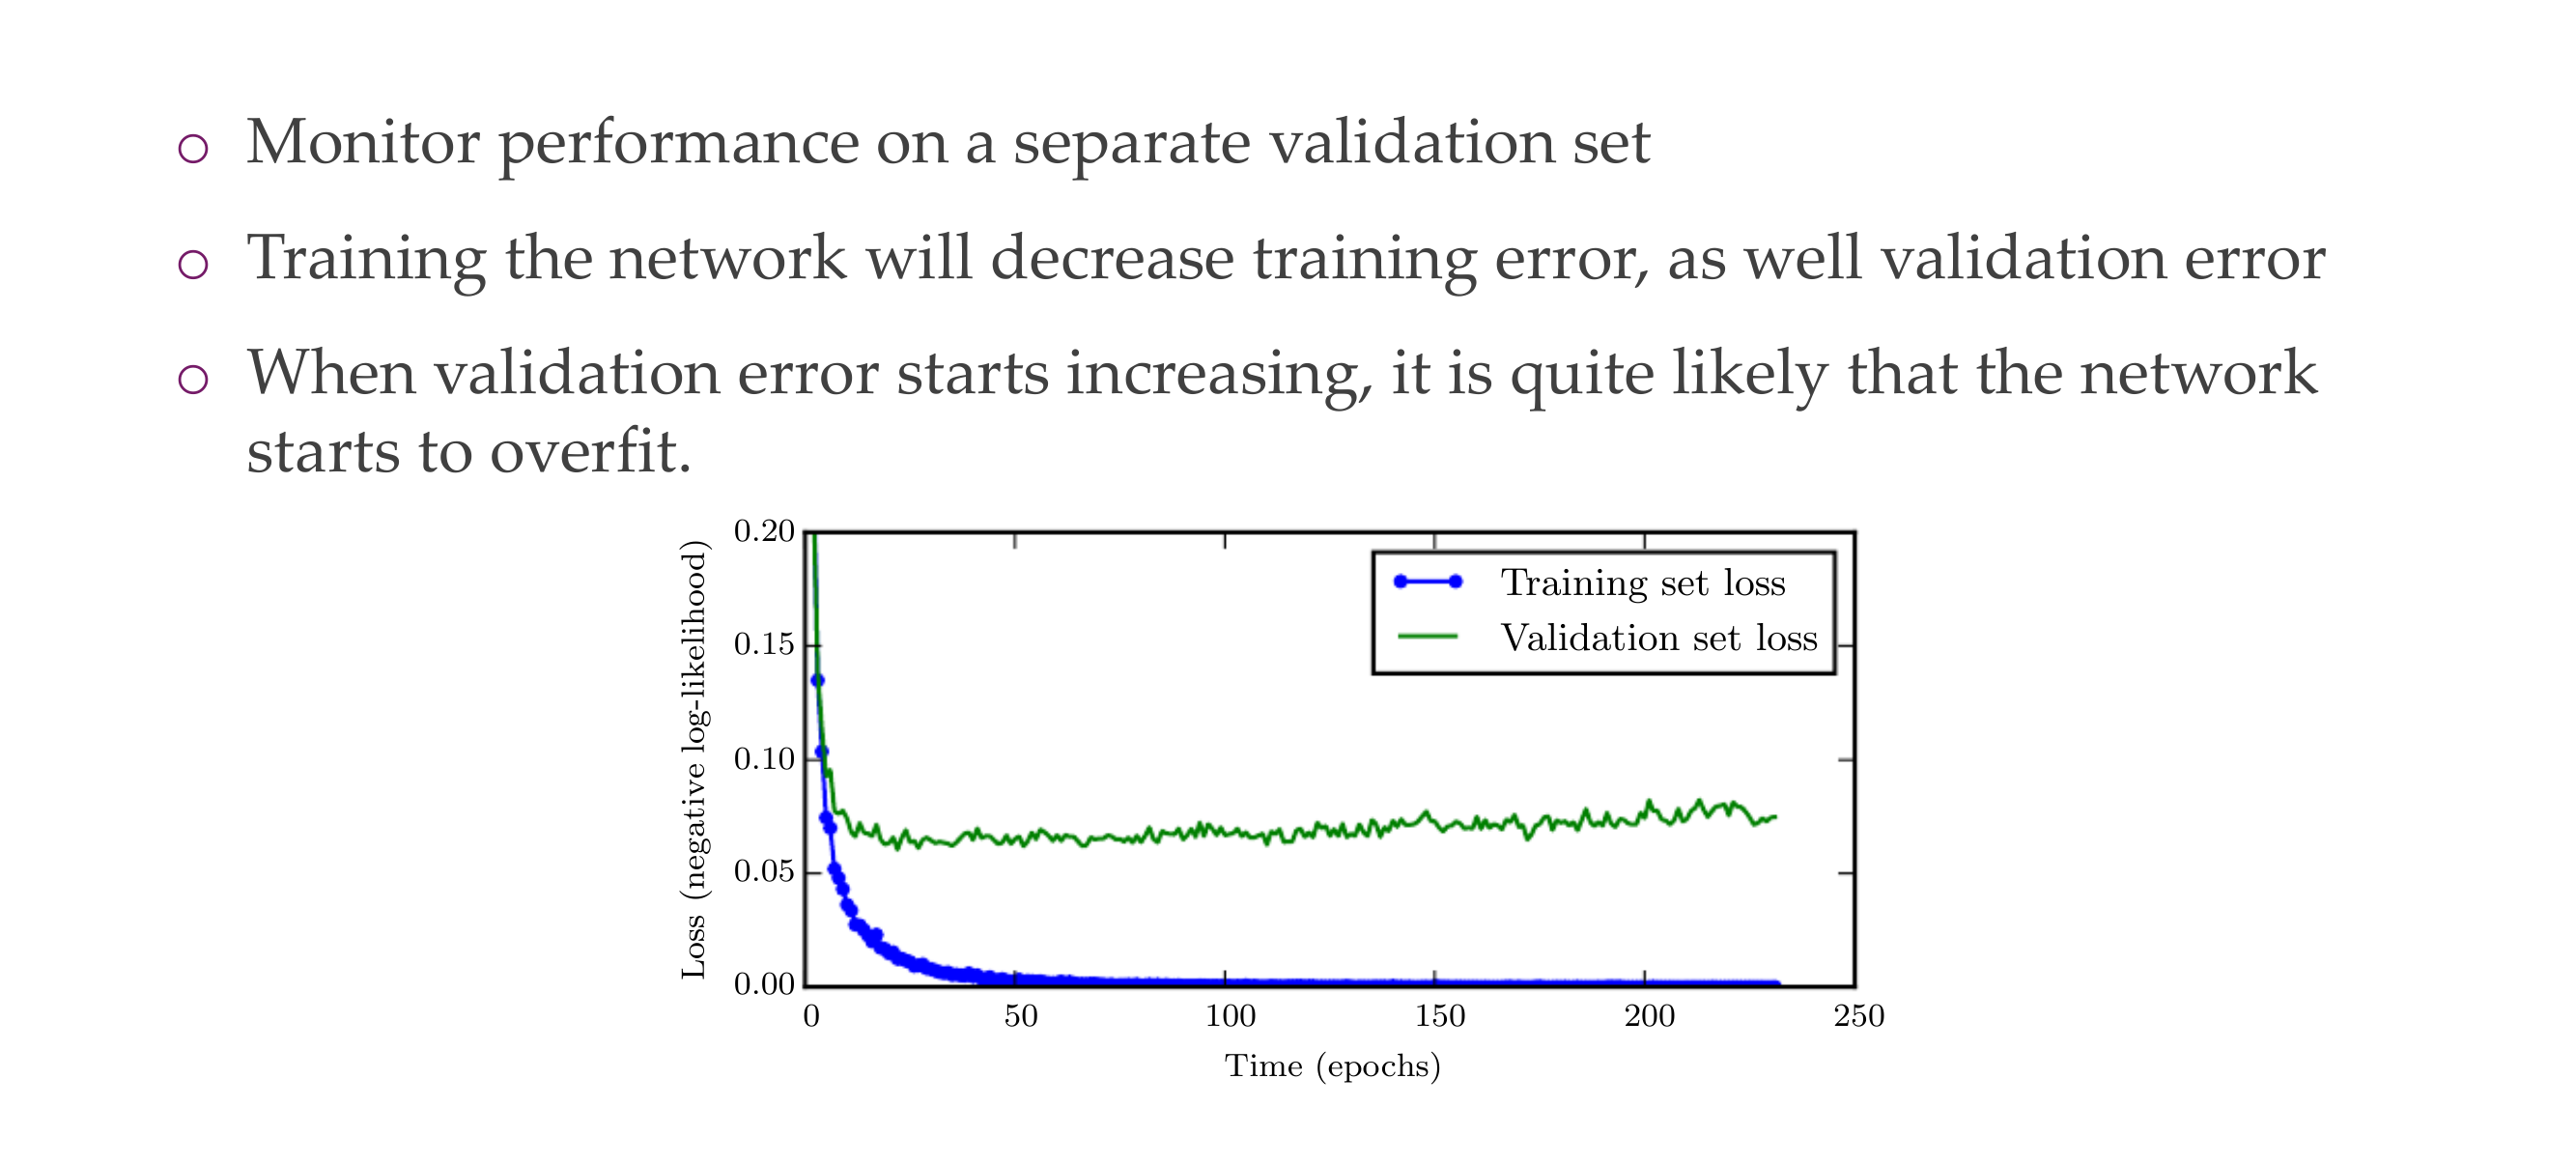 Monitor performance on a separate validation set
Training the network will decrease training error, as well validation error
When validation error starts increasing, it is quite likely that the network
starts to overfit.
0.20
0.15
0.10
0.05
0.00
Loss (negative log-likelihood)
Training set loss
Validation set loss
0 50 100 150 200 250
Time (epochs)